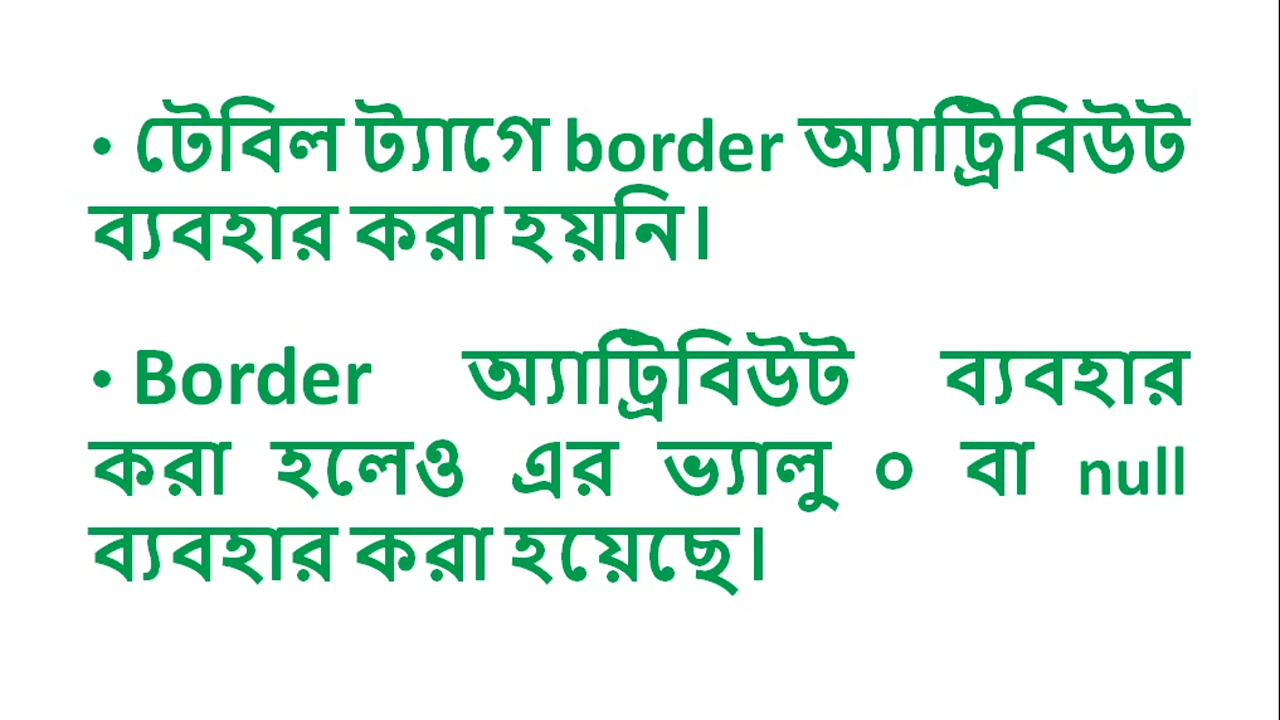 • টেবিল ট্যাগে border অ্যাট্রিবিউট
ব্যবহার করা হয়নি।
• Border অ্যাট্রিবিউট ব্যবহার
করা হলেও এর ভ্যালু ০ বা null
ব্যবহার করা হয়েছে।